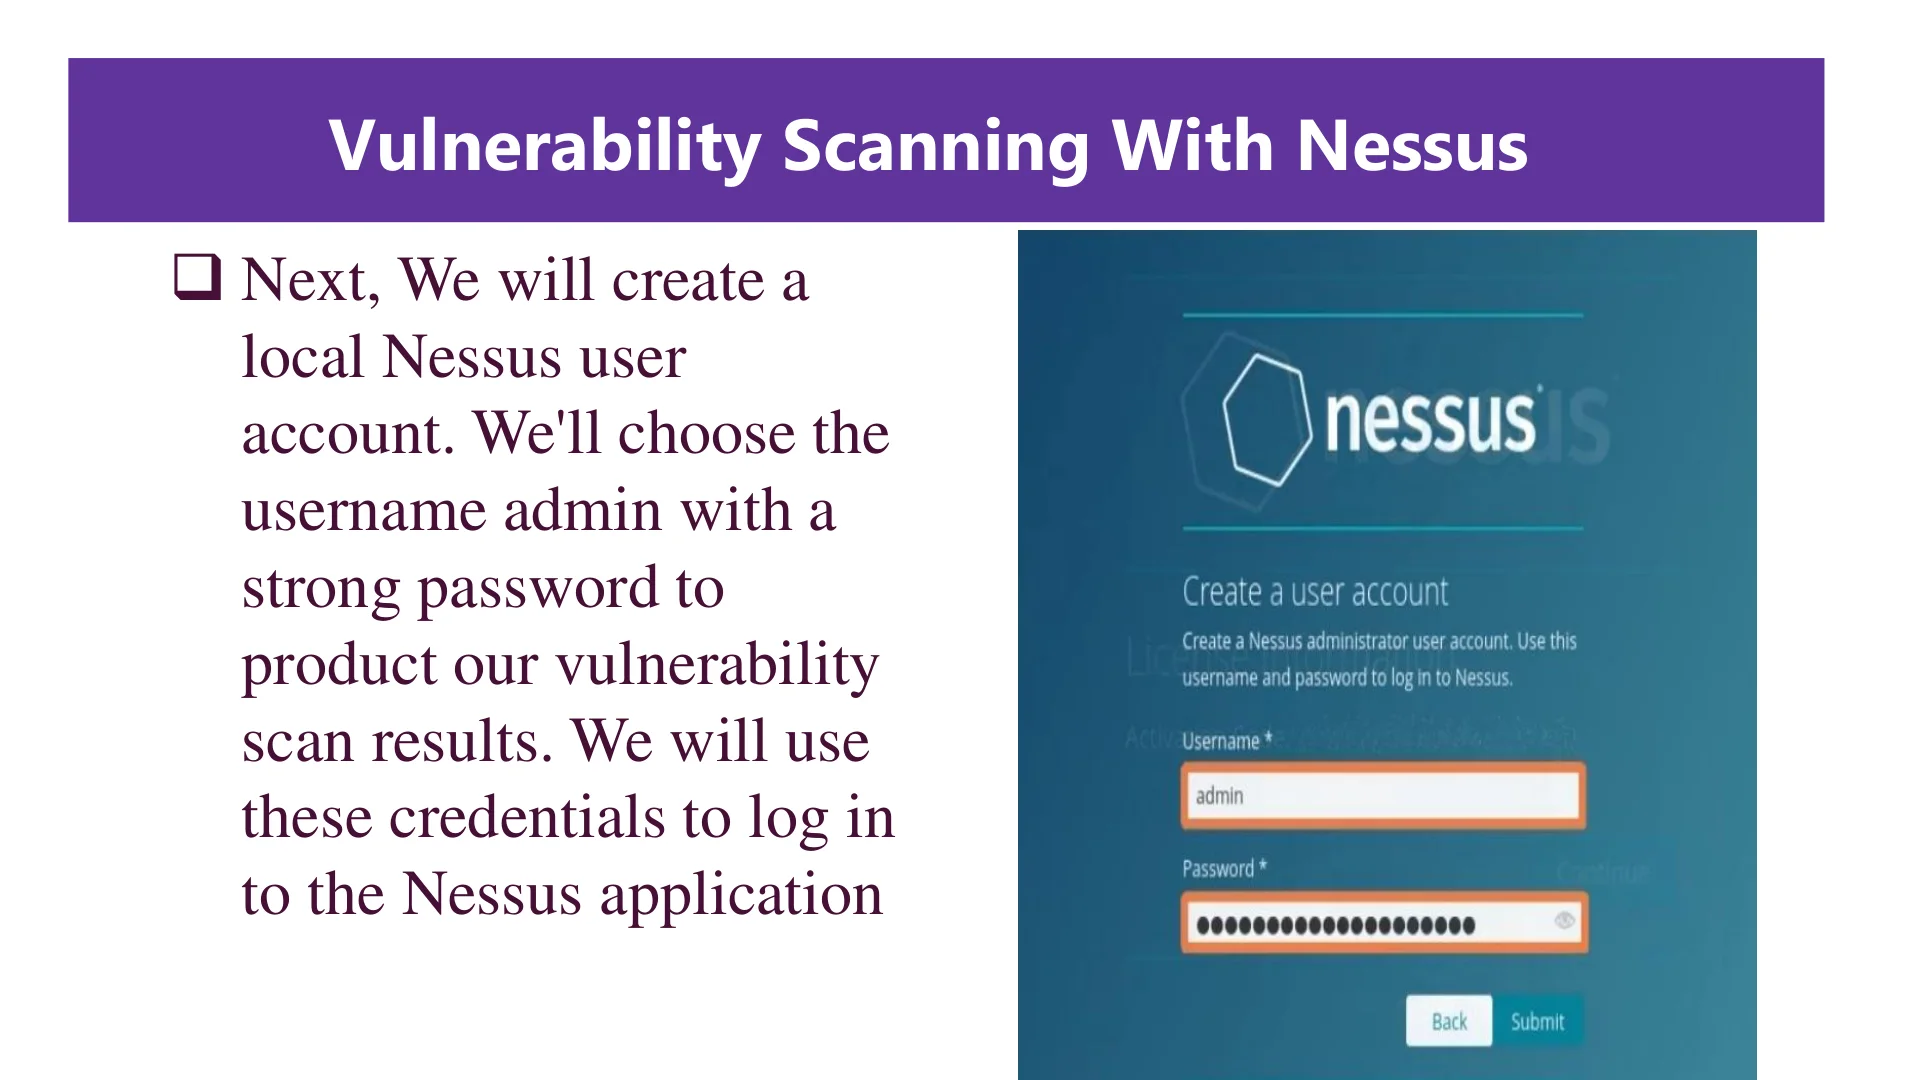 Vulnerability Scanning With Nessus
Next, We will create a
local Nessus user
account. We'll choose the
username admin with a
strong password to
product our vulnerability
scan results. We will use
these credentials to log in
to the Nessus application
nessus
Create a user account
Create a Nessus administrator user account. Use this
username and password to log in to Nessus.
Username *
admin
Password *
●●●●●●●●●●●●●●●●●●●●
Back Submit
License Information
Continue